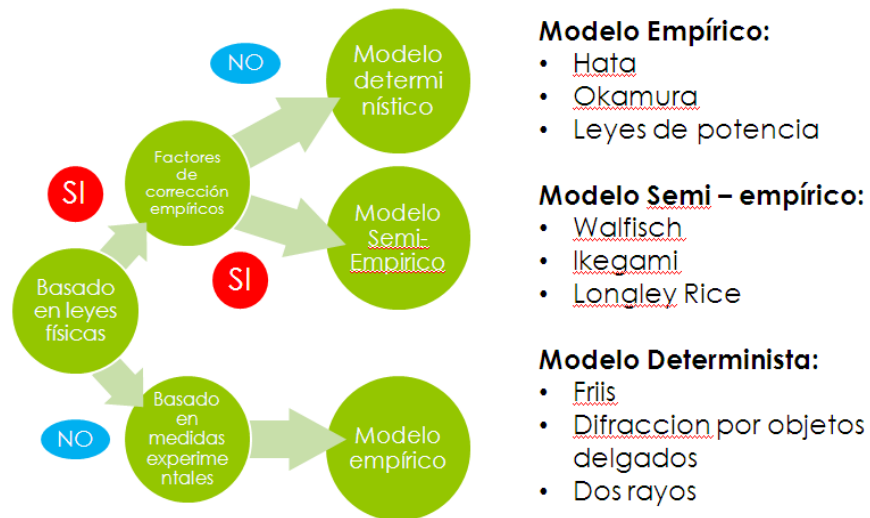 NO
Modelo
determi
nístico
Factores
de
corrección
empíricos
SI
Modelo
Semi-
Empirico
SI
Basado
en leyes
físicas
NO
Basado
en
medidas
experime
ntales
Modelo
empírico
Modelo Empírico:
• Hata
• Okamura
• Leyes de potencia
Modelo Semi – empírico:
• Walfisch
• Ikegami
• Longley Rice
Modelo Determinista:
• Friis
• Difraccion por objetos
delgados
• Dos rayos